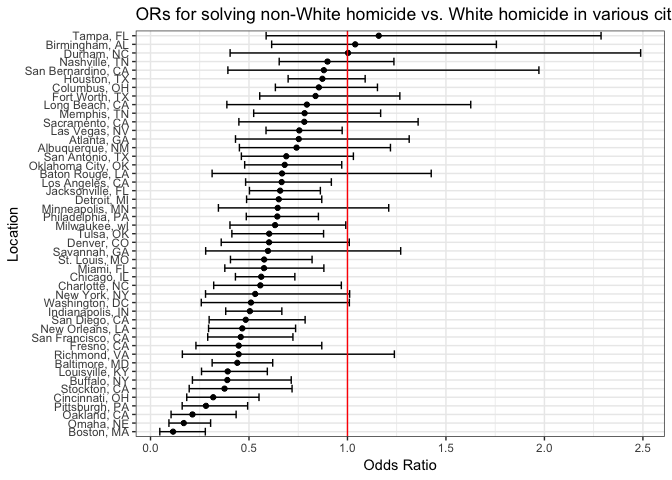 ORs for solving non-White homicide vs. White homicide in various cit
Location
Tampa, FL
Birmingham, AL
Durham, NC
Nashville, TN
San Bernardino, CA
Houston, TX
Columbus, OH
Fort Worth, TX
Long Beach, CA
Memphis, TN
Sacramento, CA
Las Vegas, NV
Atlanta, GA
Albuquerque, NM
San Antonio, TX
Oklahoma City, OK
Baton Rouge, LA
Los Angeles, CA
Jacksonville, FL
Detroit, MI
Minneapolis, MN
Philadelphia, PA
Milwaukee, wI
Tulsa, OK
Denver, CO
Savannah, GA
St. Louis, MO
Miami, FL
Chicago, IL
Charlotte, NC
New York, NY
Washington, DC
Indianapolis, IN
San Diego, CA
New Orleans, LA
San Francisco, CA
Fresno, CA
Richmond, VA
Baltimore, MD
Louisville, KY
Buffalo, NY
Stockton, CA
Cincinnati, OH
Pittsburgh, PA
Oakland, CA
Omaha, NE
Boston, MA
0.0 0.5 1.0 1.5 2.0 2.5
Odds Ratio